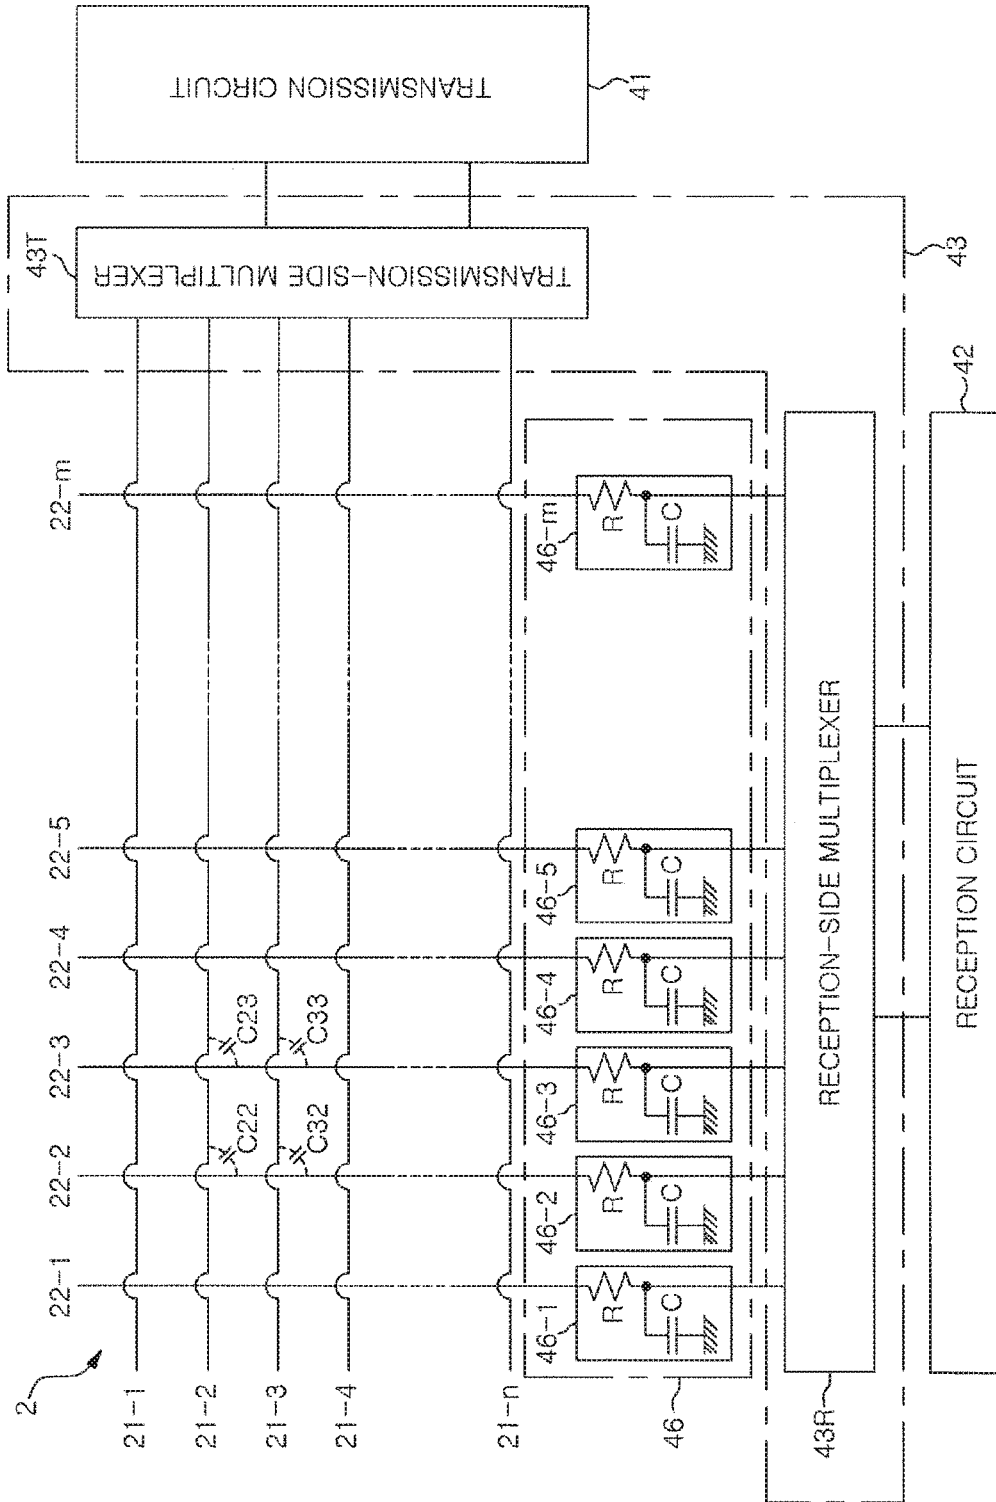 2
22-1
22-2
22-3
22-4
22-5
22-m
43T
21-1
21-2
21-3
21-4
21-n
C22
C23
C32
C33
TRANSMISSION-SIDE MULTIPLEXER
TRANSMISSION CIRCUIT
41
46-1
R
C
46-2
R
C
46-3
R
C
46-4
R
C
46-5
R
C
46-m
R
C
46
43
43R
RECEPTION-SIDE MULTIPLEXER
42
RECEPTION CIRCUIT